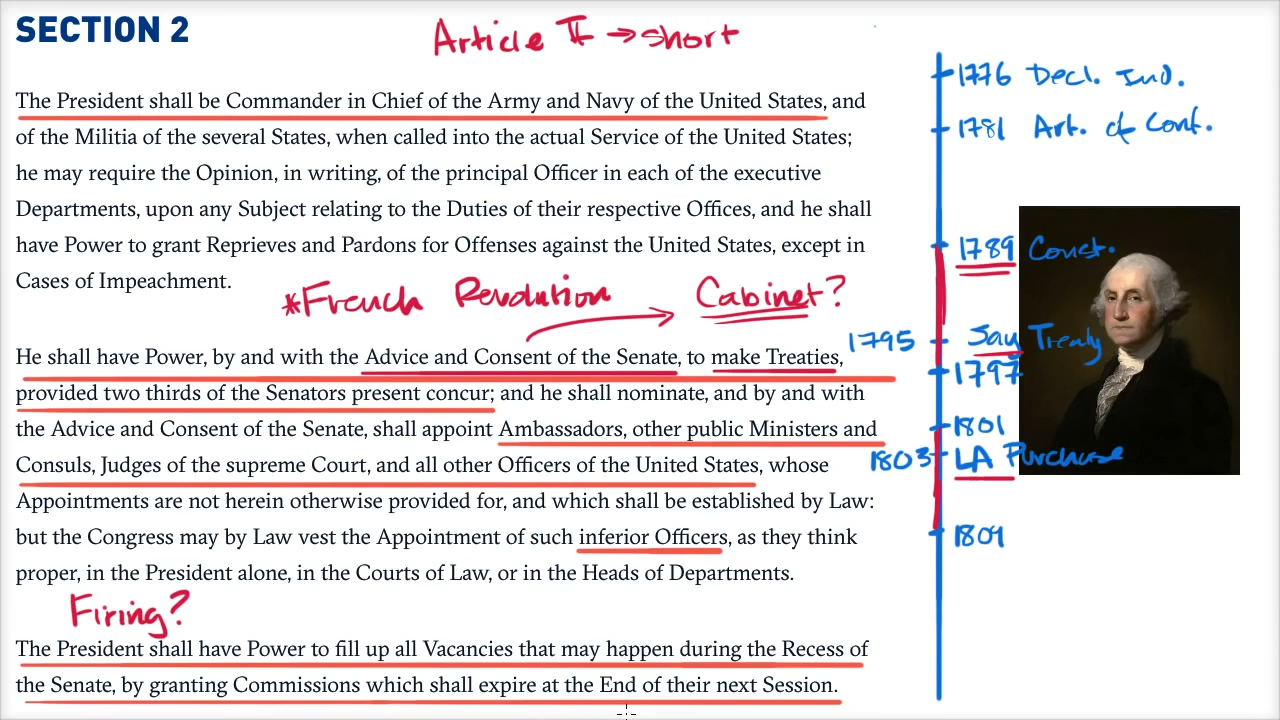 SECTION 2
Article II → short
The President shall be Commander in Chief of the Army and Navy of the United States, and
of the Militia of the several States, when called into the actual Service of the United States;
he may require the Opinion, in writing, of the principal Officer in each of the executive
Departments, upon any Subject relating to the Duties of their respective Offices, and he shall
have Power to grant Reprieves and Pardons for Offenses against the United States, except in
Cases of Impeachment.
*French Revolution → Cabinet?
He shall have Power, by and with the Advice and Consent of the Senate, to make Treaties,
provided two thirds of the Senators present concur; and he shall nominate, and by and with
the Advice and Consent of the Senate, shall appoint Ambassadors, other public Ministers and
Consuls, Judges of the supreme Court, and all other Officers of the United States, whose
Appointments are not herein otherwise provided for, and which shall be established by Law:
but the Congress may by Law vest the Appointment of such inferior Officers, as they think
proper, in the President alone, in the Courts of Law, or in the Heads of Departments.
Firing?
The President shall have Power to fill up all Vacancies that may happen during the Recess of
the Senate, by granting Commissions which shall expire at the End of their next Session.
1776 Decl. Ind.
1781 Art. of Conf.
1789 Const.
1795 Jay Treaty
1797
1801
1803 LA Purchase
1809